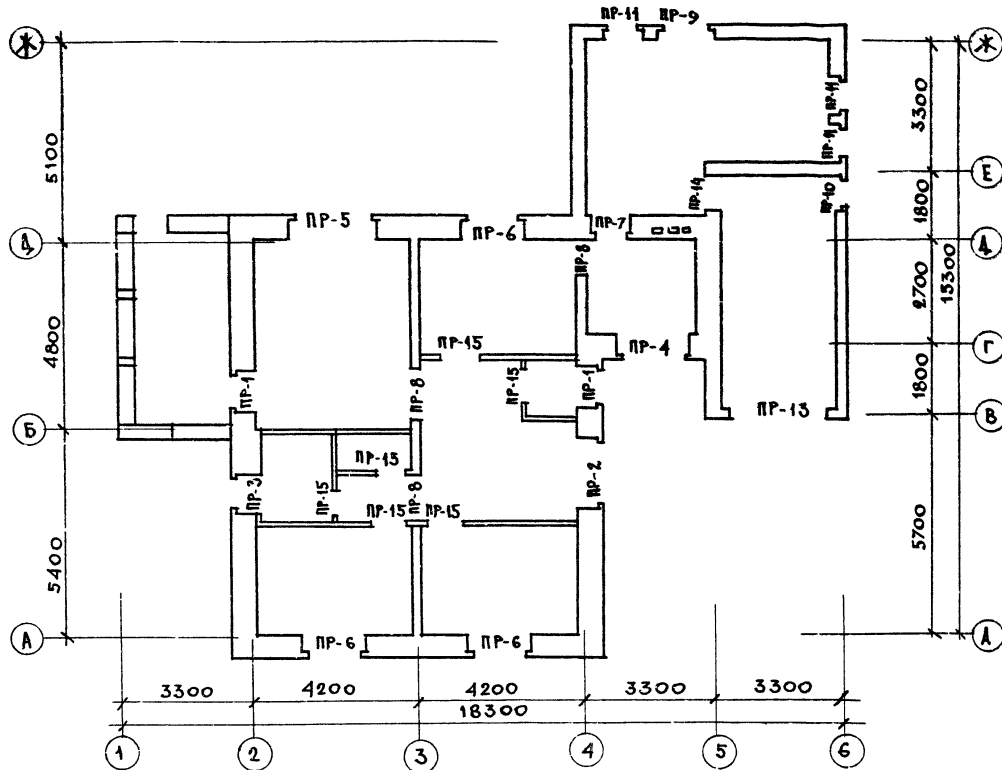 ПР-11 ПР-9
Ж Ж
ПР-11
3300
5100
ПР-11
Е
ПР-14 ПР-10
1800
ПР-5 ПР-6 ПР-7
Д Д
ПР-8
2700
15300
4800
ПР-15 ПР-4
Г
ПР-1 ПР-8 ПР-15 ПР-1
1800
ПР-13
В
Б
ПР-15
ПР-3 ПР-15 ПР-8 ПР-2
ПР-15 ПР-15
5400
5700
А А
ПР-6 ПР-6
3300 4200 4200 3300 3300
18300
1 2 3 4 5 6